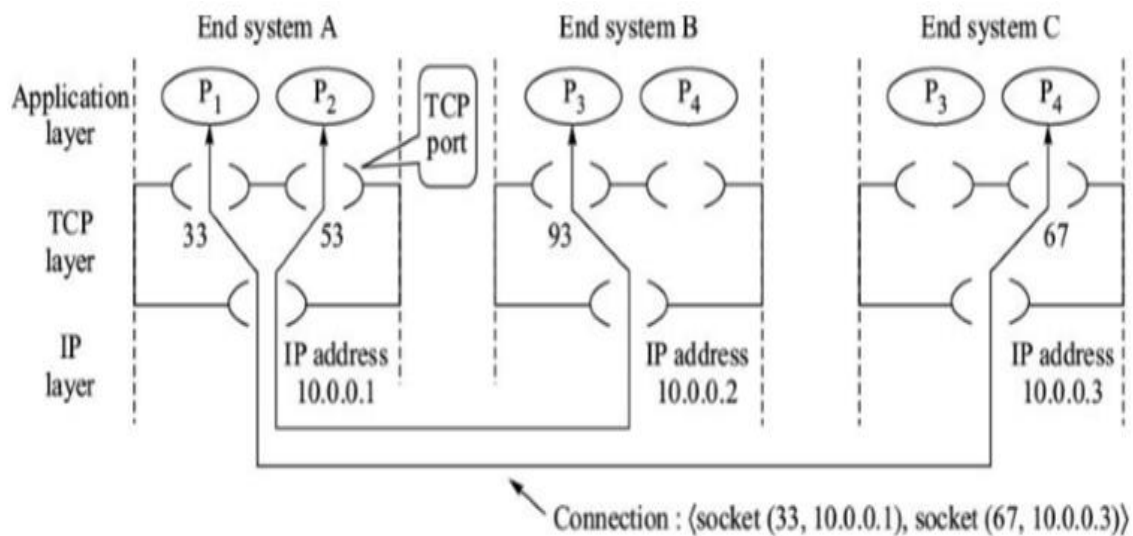 End system A
End system B
End system C
Application layer
P1
P2
TCP port
P3
P4
P3
P4
TCP layer
33
53
93
67
IP layer
IP address
10.0.0.1
IP address
10.0.0.2
IP address
10.0.0.3
Connection : ⟨socket (33, 10.0.0.1), socket (67, 10.0.0.3)⟩